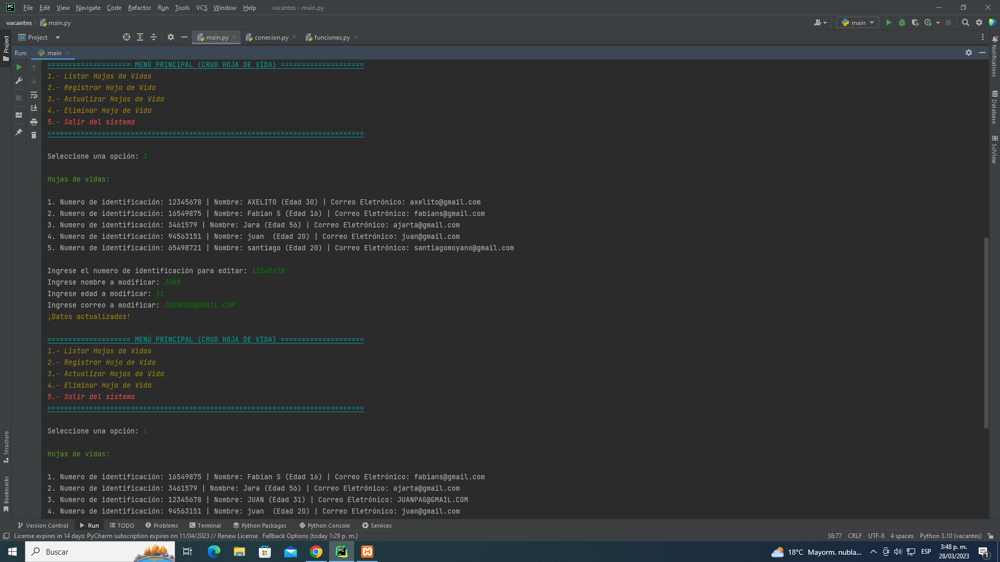 PC File Edit View Navigate Code Refactor Run Tools VCS Window Help vacantes - main.py
vacantes main.py main
Project main.py conexion.py funciones.py
Run: main
==================== MENÚ PRINCIPAL (CRUD HOJA DE VIDA) ====================
1.- Listar Hojas de Vidas
2.- Registrar Hoja de Vida
3.- Actualizar Hojas de Vida
4.- Eliminar Hoja de Vida
5.- Salir del sistema
============================================================================
Seleccione una opción: 3
Hojas de vidas:
1. Numero de identificación: 12345678 | Nombre: AXELITO (Edad 30) | Correo Eletrónico: axelito@gmail.com
2. Numero de identificación: 16549875 | Nombre: Fabian S (Edad 16) | Correo Eletrónico: fabians@gmail.com
3. Numero de identificación: 3461579 | Nombre: Jara (Edad 56) | Correo Eletrónico: ajarta@gmail.com
4. Numero de identificación: 94563151 | Nombre: juan  (Edad 20) | Correo Eletrónico: juan@gmail.com
5. Numero de identificación: 65498721 | Nombre: santiago (Edad 20) | Correo Eletrónico: santiagomoyano@gmail.com
Ingrese el numero de identificación para editar: 12345678
Ingrese nombre a modificar: JUAN
Ingrese edad a modificar: 31
Ingrese correo a modificar: JUANPAG@GMAIL.COM
¡Datos actualizados!
==================== MENÚ PRINCIPAL (CRUD HOJA DE VIDA) ====================
1.- Listar Hojas de Vidas
2.- Registrar Hoja de Vida
3.- Actualizar Hojas de Vida
4.- Eliminar Hoja de Vida
5.- Salir del sistema
============================================================================
Seleccione una opción: 4
Hojas de vidas:
1. Numero de identificación: 16549875 | Nombre: Fabian S (Edad 16) | Correo Eletrónico: fabians@gmail.com
2. Numero de identificación: 3461579 | Nombre: Jara (Edad 56) | Correo Eletrónico: ajarta@gmail.com
3. Numero de identificación: 12345678 | Nombre: JUAN (Edad 31) | Correo Eletrónico: JUANPAG@GMAIL.COM
4. Numero de identificación: 94563151 | Nombre: juan  (Edad 20) | Correo Eletrónico: juan@gmail.com
Project
Structure
Bookmarks
Notifications
Database
SciView
Version Control Run TODO Problems Terminal Python Packages Python Console Services
License expires in 14 days: PyCharm subscription expires on 11/04/2023 // Renew License Fallback Options (today 1:29 p. m.) 38:77 CRLF UTF-8 4 spaces Python 3.10 (vacantes)
Buscar PC 18°C Mayorm. nubla... ESP 3:48 p. m.
28/03/2023 1